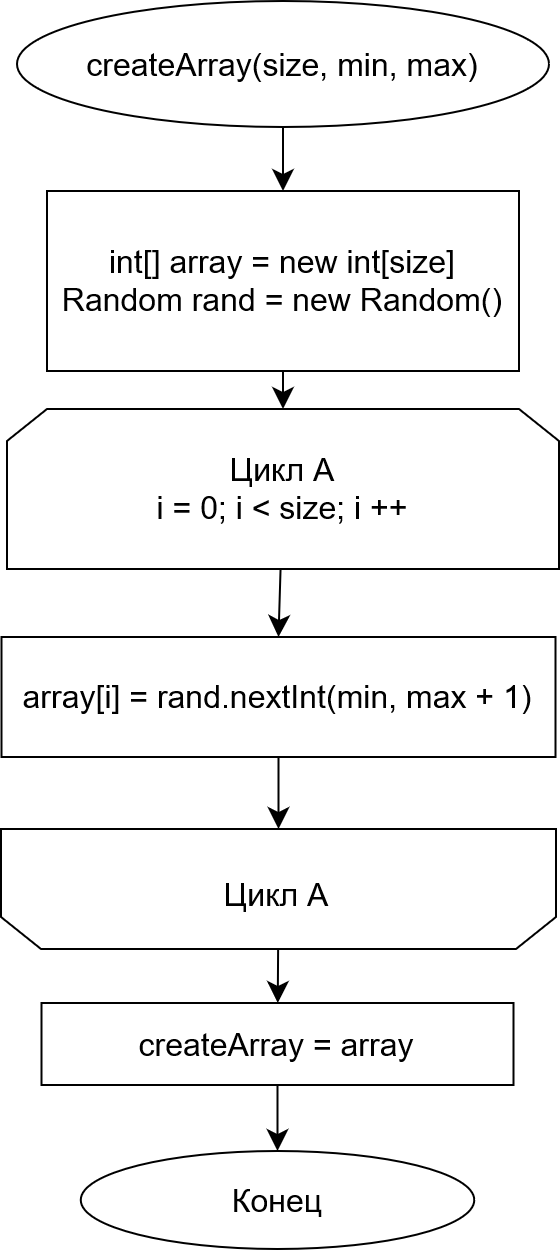 createArray(size, min, max)
int[] array = new int[size]
Random rand = new Random()
Цикл А
i = 0; i < size; i ++
array[i] = rand.nextInt(min, max + 1)
Цикл А
createArray = array
Конец